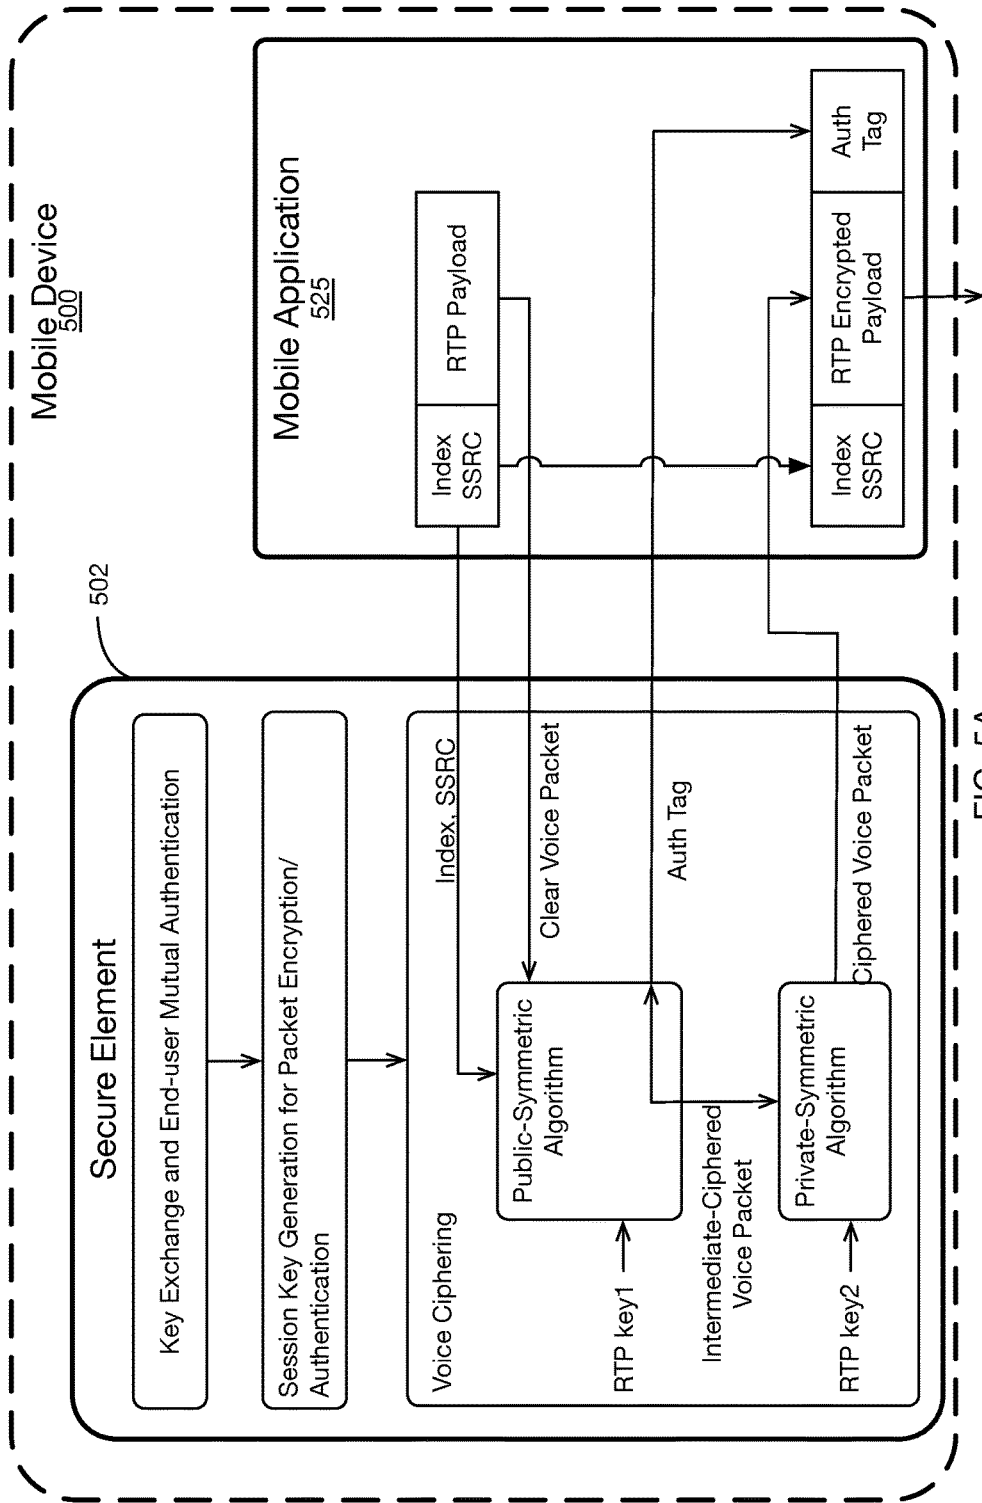 Mobile Device
500
Secure Element
502
Key Exchange and End-user Mutual Authentication
Session Key Generation for Packet Encryption/
Authentication
Voice Ciphering
Index, SSRC
Clear Voice Packet
Public-Symmetric
Algorithm
RTP key1
Auth Tag
Intermediate-Ciphered
Voice Packet
Private-Symmetric
Algorithm
RTP key2
Ciphered Voice Packet
Mobile Application
525
Index
SSRC
RTP Payload
Index
SSRC
RTP Encrypted
Payload
Auth
Tag
FIG. 5A